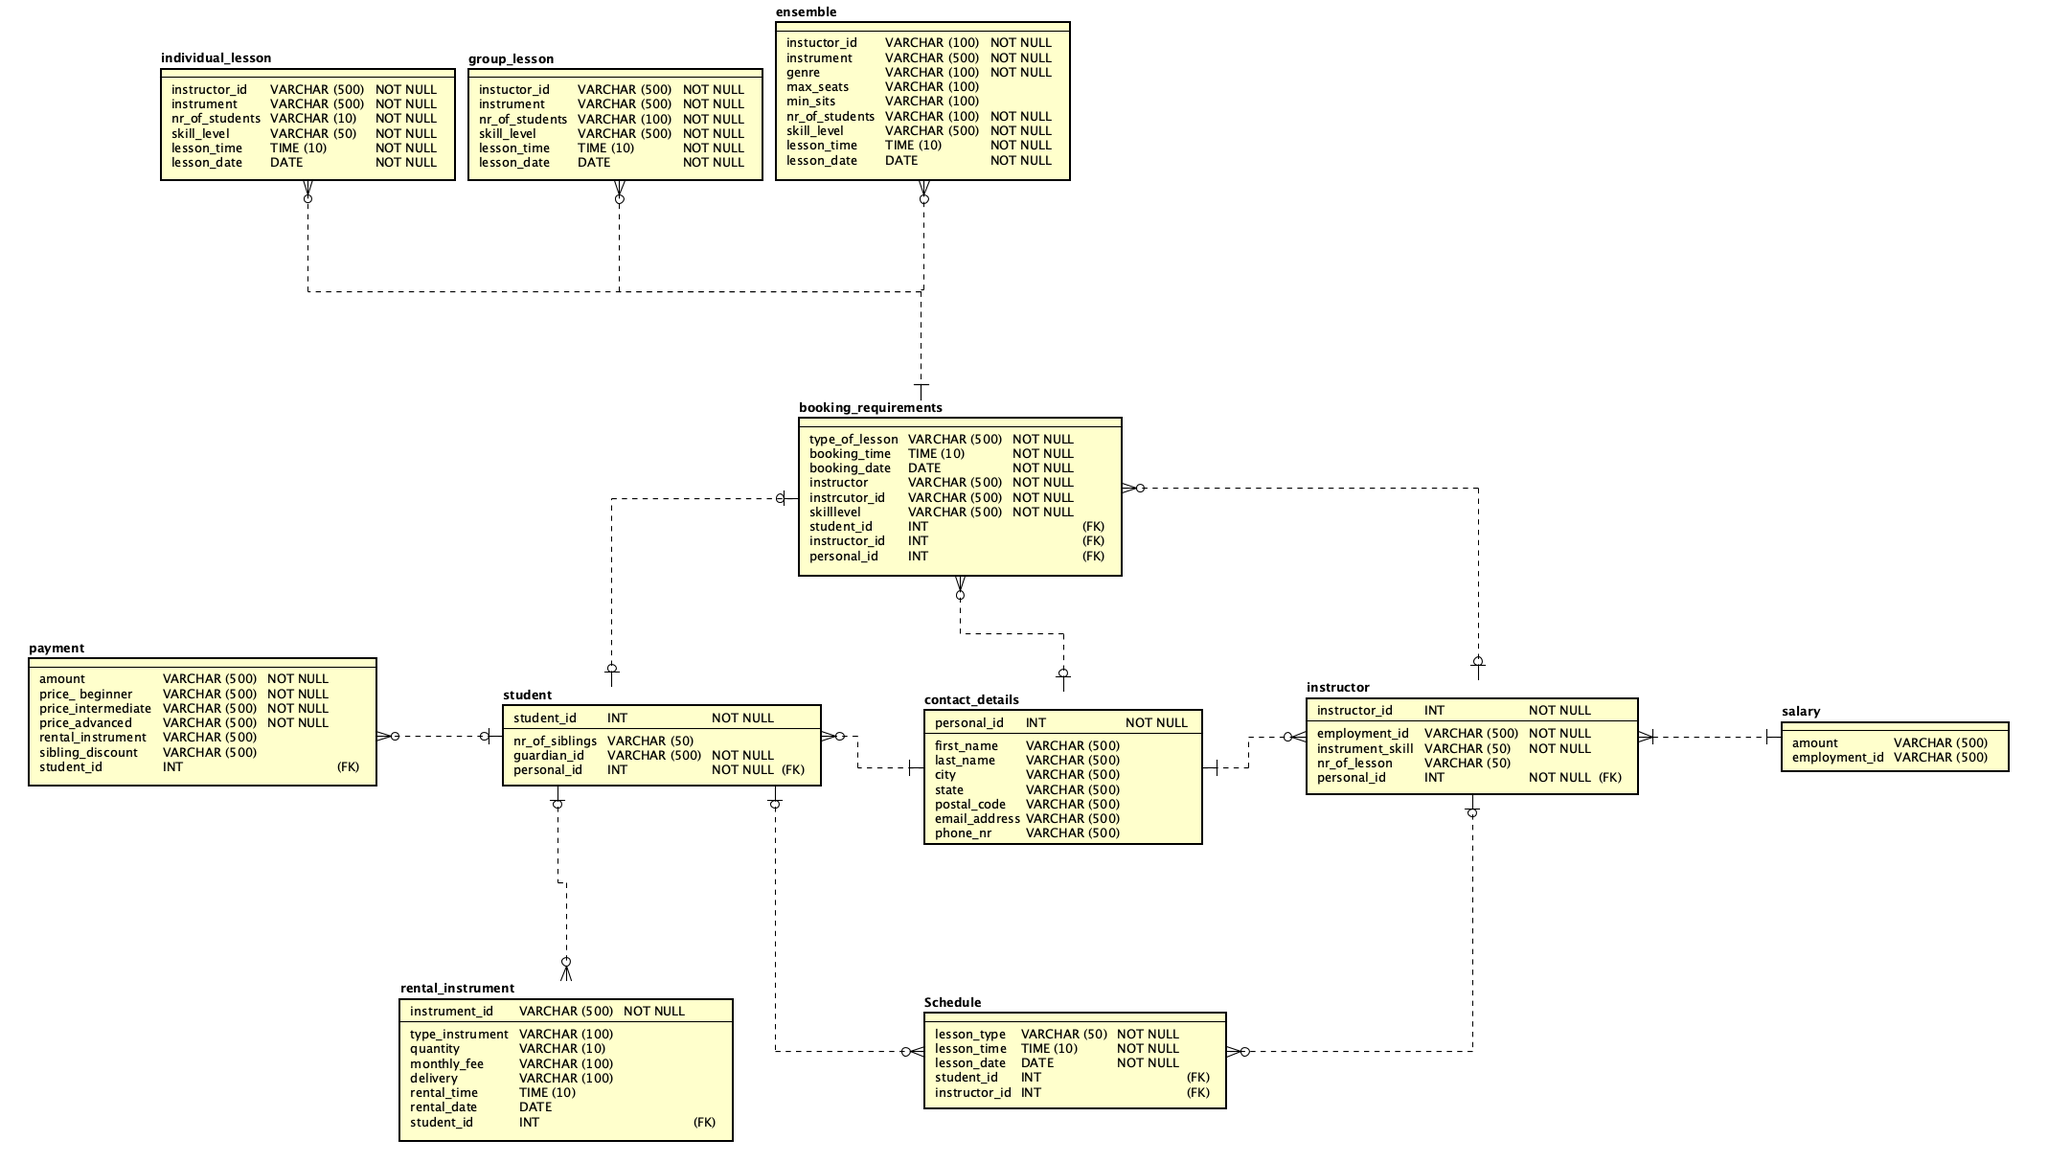 ensemble
instuctor_id VARCHAR (100) NOT NULL
instrument VARCHAR (500) NOT NULL
genre VARCHAR (100) NOT NULL
max_seats VARCHAR (100)
min_sits VARCHAR (100)
nr_of_students VARCHAR (100) NOT NULL
skill_level VARCHAR (500) NOT NULL
lesson_time TIME (10) NOT NULL
lesson_date DATE NOT NULL
individual_lesson
instructor_id VARCHAR (500) NOT NULL
instrument VARCHAR (500) NOT NULL
nr_of_students VARCHAR (10) NOT NULL
skill_level VARCHAR (50) NOT NULL
lesson_time TIME (10) NOT NULL
lesson_date DATE NOT NULL
group_lesson
instuctor_id VARCHAR (500) NOT NULL
instrument VARCHAR (500) NOT NULL
nr_of_students VARCHAR (100) NOT NULL
skill_level VARCHAR (500) NOT NULL
lesson_time TIME (10) NOT NULL
lesson_date DATE NOT NULL
booking_requirements
type_of_lesson VARCHAR (500) NOT NULL
booking_time TIME (10) NOT NULL
booking_date DATE NOT NULL
instructor VARCHAR (500) NOT NULL
instrcutor_id VARCHAR (500) NOT NULL
skilllevel VARCHAR (500) NOT NULL
student_id INT (FK)
instructor_id INT (FK)
personal_id INT (FK)
payment
amount VARCHAR (500) NOT NULL
price_ beginner VARCHAR (500) NOT NULL
price_intermediate VARCHAR (500) NOT NULL
price_advanced VARCHAR (500) NOT NULL
rental_instrument VARCHAR (500)
sibling_discount VARCHAR (500)
student_id INT (FK)
student
student_id INT NOT NULL
nr_of_siblings VARCHAR (50)
guardian_id VARCHAR (500) NOT NULL
personal_id INT NOT NULL (FK)
contact_details
personal_id INT NOT NULL
first_name VARCHAR (500)
last_name VARCHAR (500)
city VARCHAR (500)
state VARCHAR (500)
postal_code VARCHAR (500)
email_address VARCHAR (500)
phone_nr VARCHAR (500)
instructor
instructor_id INT NOT NULL
employment_id VARCHAR (500) NOT NULL
instrument_skill VARCHAR (50) NOT NULL
nr_of_lesson VARCHAR (50)
personal_id INT NOT NULL (FK)
salary
amount VARCHAR (500)
employment_id VARCHAR (500)
rental_instrument
instrument_id VARCHAR (500) NOT NULL
type_instrument VARCHAR (100)
quantity VARCHAR (10)
monthly_fee VARCHAR (100)
delivery VARCHAR (100)
rental_time TIME (10)
rental_date DATE
student_id INT (FK)
Schedule
lesson_type VARCHAR (50) NOT NULL
lesson_time TIME (10) NOT NULL
lesson_date DATE NOT NULL
student_id INT (FK)
instructor_id INT (FK)